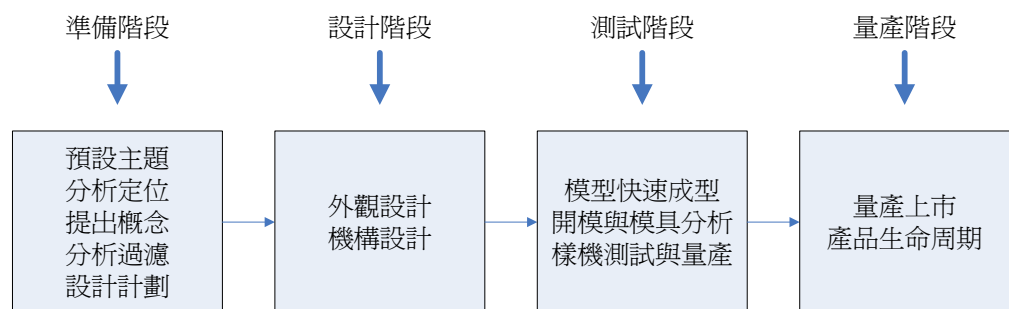 準備階段
設計階段
測試階段
量產階段
預設主題
分析定位
提出概念
分析過濾
設計計劃
外觀設計
機構設計
模型快速成型
開模與模具分析
樣機測試與量產
量產上市
產品生命周期